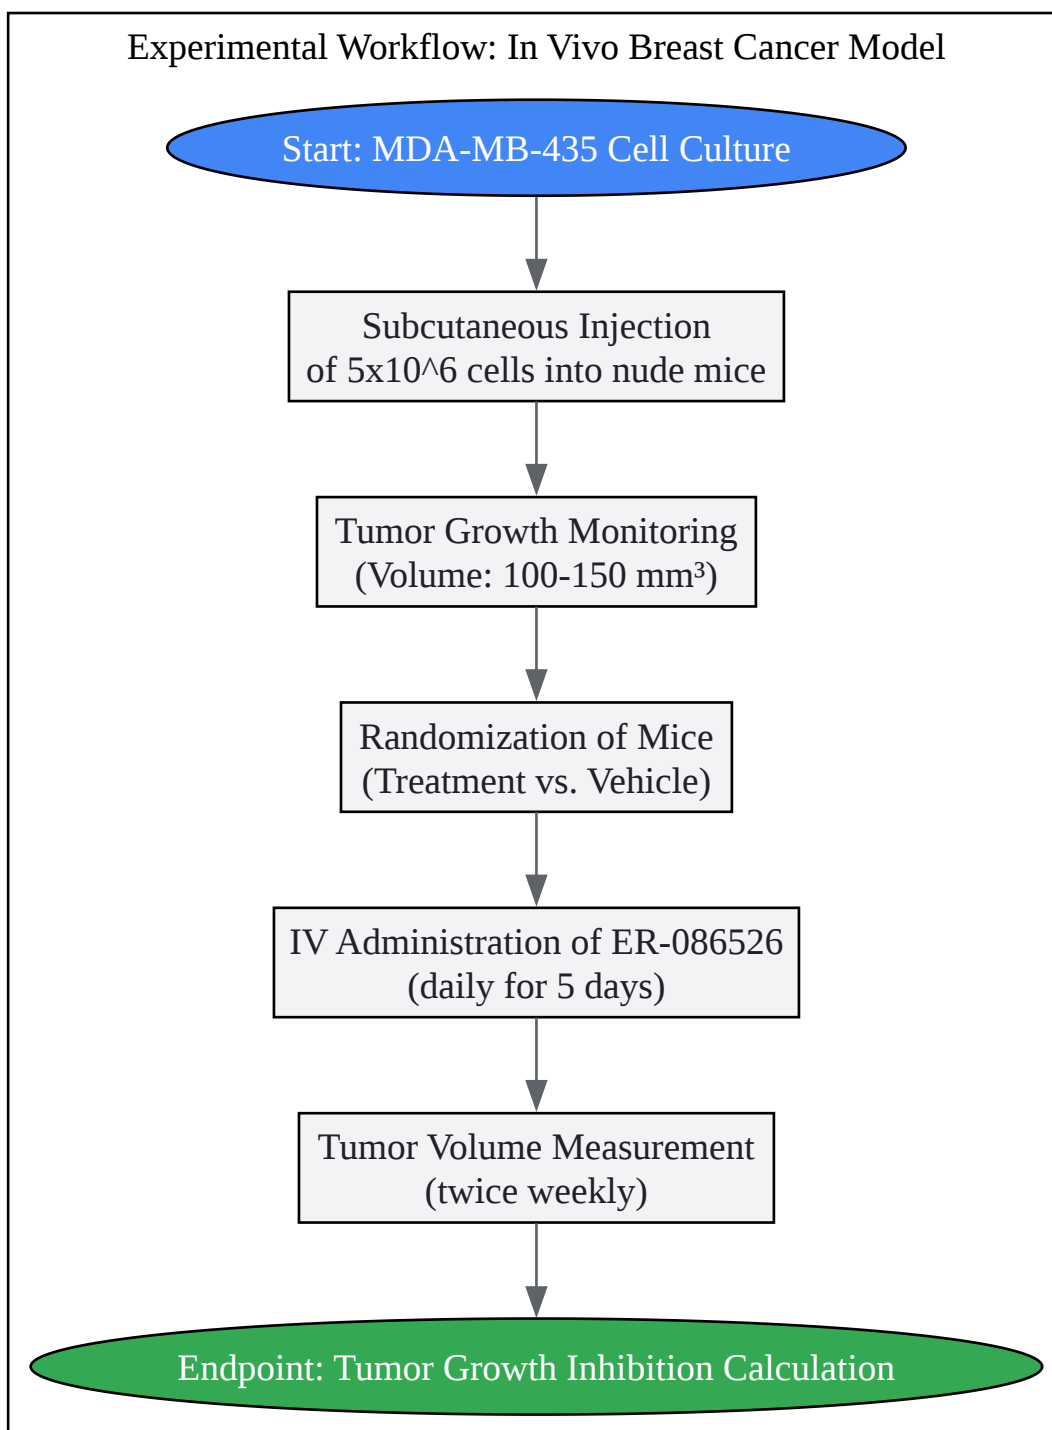 Experimental Workflow: In Vivo Breast Cancer Model
Start: MDA-MB-435 Cell Culture
Subcutaneous Injection
of 5x10^6 cells into nude mice
Tumor Growth Monitoring
(Volume: 100-150 mm³)
Randomization of Mice
(Treatment vs. Vehicle)
IV Administration of ER-086526
(daily for 5 days)
Tumor Volume Measurement
(twice weekly)
Endpoint: Tumor Growth Inhibition Calculation